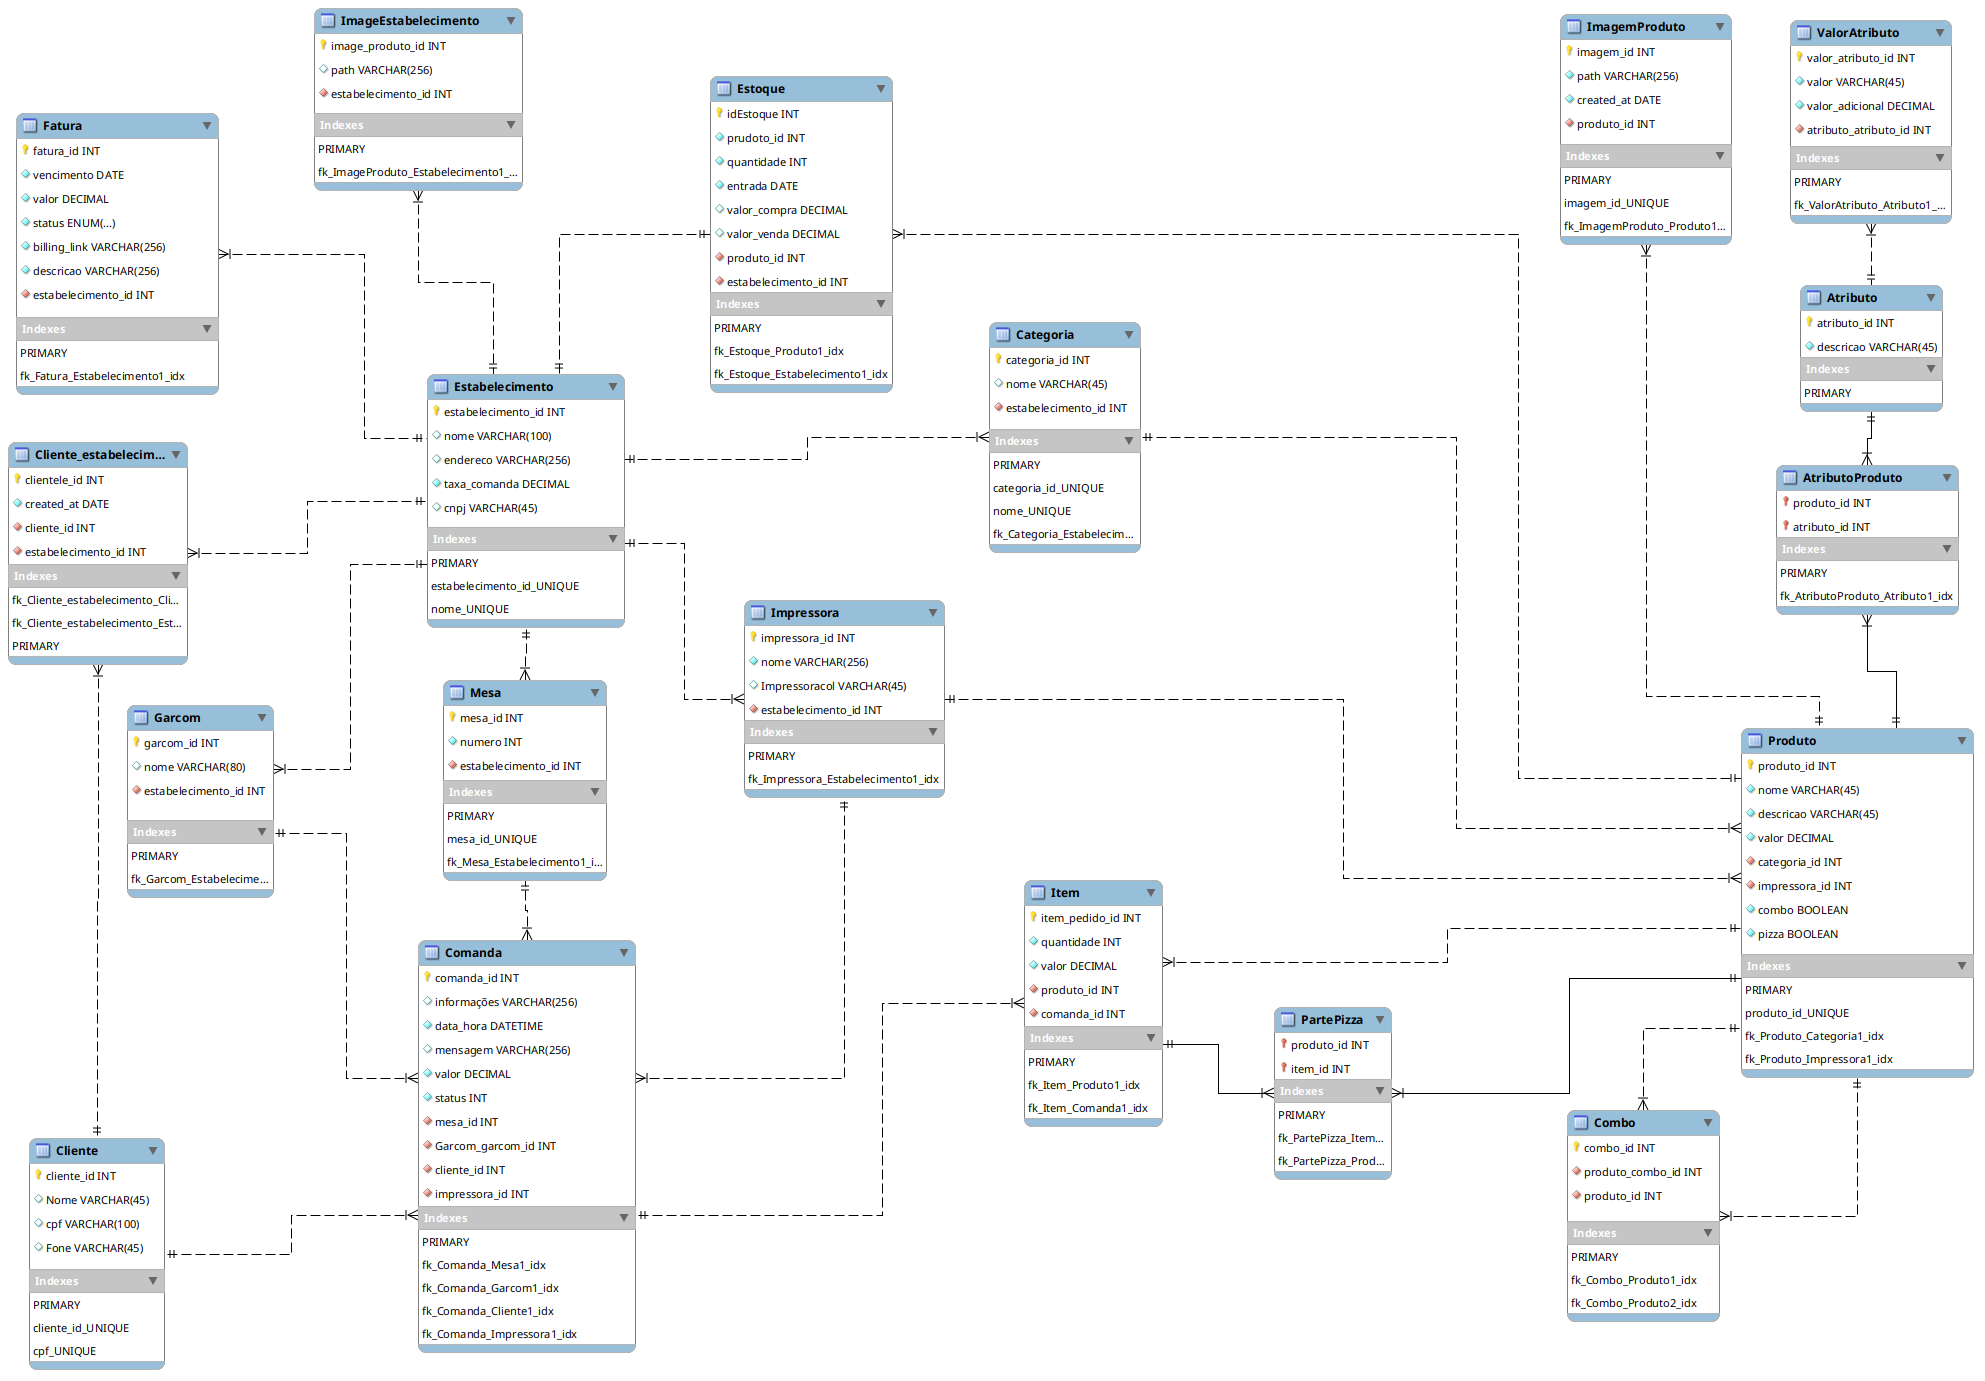 ImageEstabelecimento
image_produto_id INT
path VARCHAR(256)
estabelecimento_id INT
Indexes
PRIMARY
fk_ImageProduto_Estabelecimento1_...
ImagemProduto
imagem_id INT
path VARCHAR(256)
created_at DATE
produto_id INT
Indexes
PRIMARY
imagem_id_UNIQUE
fk_ImagemProduto_Produto1...
ValorAtributo
valor_atributo_id INT
valor VARCHAR(45)
valor_adicional DECIMAL
atributo_atributo_id INT
Indexes
PRIMARY
fk_ValorAtributo_Atributo1_...
Estoque
idEstoque INT
prudoto_id INT
quantidade INT
entrada DATE
valor_compra DECIMAL
valor_venda DECIMAL
produto_id INT
estabelecimento_id INT
Indexes
PRIMARY
fk_Estoque_Produto1_idx
fk_Estoque_Estabelecimento1_idx
Fatura
fatura_id INT
vencimento DATE
valor DECIMAL
status ENUM(...)
billing_link VARCHAR(256)
descricao VARCHAR(256)
estabelecimento_id INT
Indexes
PRIMARY
fk_Fatura_Estabelecimento1_idx
Atributo
atributo_id INT
descricao VARCHAR(45)
Indexes
PRIMARY
Categoria
categoria_id INT
nome VARCHAR(45)
estabelecimento_id INT
Indexes
PRIMARY
categoria_id_UNIQUE
nome_UNIQUE
fk_Categoria_Estabelecim...
Estabelecimento
estabelecimento_id INT
nome VARCHAR(100)
endereco VARCHAR(256)
taxa_comanda DECIMAL
cnpj VARCHAR(45)
Indexes
PRIMARY
estabelecimento_id_UNIQUE
nome_UNIQUE
Cliente_estabelecim...
clientele_id INT
created_at DATE
cliente_id INT
estabelecimento_id INT
Indexes
fk_Cliente_estabelecimento_Cli...
fk_Cliente_estabelecimento_Est...
PRIMARY
AtributoProduto
produto_id INT
atributo_id INT
Indexes
PRIMARY
fk_AtributoProduto_Atributo1_idx
Impressora
impressora_id INT
nome VARCHAR(256)
Impressoracol VARCHAR(45)
estabelecimento_id INT
Indexes
PRIMARY
fk_Impressora_Estabelecimento1_idx
Mesa
mesa_id INT
numero INT
estabelecimento_id INT
Indexes
PRIMARY
mesa_id_UNIQUE
fk_Mesa_Estabelecimento1_i...
Garcom
garcom_id INT
nome VARCHAR(80)
estabelecimento_id INT
Indexes
PRIMARY
fk_Garcom_Estabelecime...
Produto
produto_id INT
nome VARCHAR(45)
descricao VARCHAR(45)
valor DECIMAL
categoria_id INT
impressora_id INT
combo BOOLEAN
pizza BOOLEAN
Indexes
PRIMARY
produto_id_UNIQUE
fk_Produto_Categoria1_idx
fk_Produto_Impressora1_idx
Item
item_pedido_id INT
quantidade INT
valor DECIMAL
produto_id INT
comanda_id INT
Indexes
PRIMARY
fk_Item_Produto1_idx
fk_Item_Comanda1_idx
Comanda
comanda_id INT
informações VARCHAR(256)
data_hora DATETIME
mensagem VARCHAR(256)
valor DECIMAL
status INT
mesa_id INT
Garcom_garcom_id INT
cliente_id INT
impressora_id INT
Indexes
PRIMARY
fk_Comanda_Mesa1_idx
fk_Comanda_Garcom1_idx
fk_Comanda_Cliente1_idx
fk_Comanda_Impressora1_idx
PartePizza
produto_id INT
item_id INT
Indexes
PRIMARY
fk_PartePizza_Item...
fk_PartePizza_Prod...
Combo
combo_id INT
produto_combo_id INT
produto_id INT
Indexes
PRIMARY
fk_Combo_Produto1_idx
fk_Combo_Produto2_idx
Cliente
cliente_id INT
Nome VARCHAR(45)
cpf VARCHAR(100)
Fone VARCHAR(45)
Indexes
PRIMARY
cliente_id_UNIQUE
cpf_UNIQUE